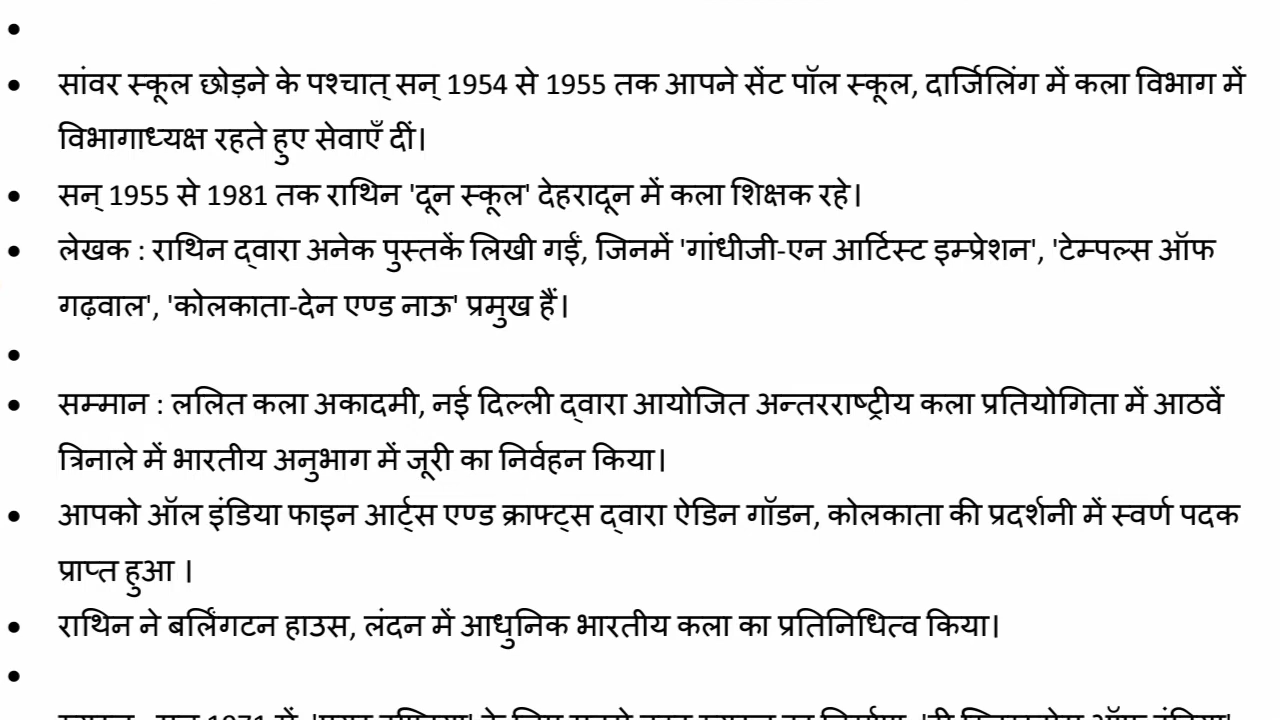 सांवर स्कूल छोड़ने के पश्चात् सन् 1954 से 1955 तक आपने सेंट पॉल स्कूल, दार्जिलिंग में कला विभाग में
विभागाध्यक्ष रहते हुए सेवाएँ दीं।
सन् 1955 से 1981 तक राथिन 'दून स्कूल' देहरादून में कला शिक्षक रहे।
लेखक : राथिन द्वारा अनेक पुस्तकें लिखी गईं, जिनमें 'गांधीजी-एन आर्टिस्ट इम्प्रेशन', 'टेम्पल्स ऑफ
गढ़वाल', 'कोलकाता-देन एण्ड नाऊ' प्रमुख हैं।
सम्मान : ललित कला अकादमी, नई दिल्ली द्वारा आयोजित अन्तरराष्ट्रीय कला प्रतियोगिता में आठवें
त्रिनाले में भारतीय अनुभाग में जूरी का निर्वहन किया।
आपको ऑल इंडिया फाइन आर्ट्स एण्ड क्राफ्ट्स द्वारा ऐडिन गॉडन, कोलकाता की प्रदर्शनी में स्वर्ण पदक
प्राप्त हुआ ।
राथिन ने बर्लिंगटन हाउस, लंदन में आधुनिक भारतीय कला का प्रतिनिधित्व किया।